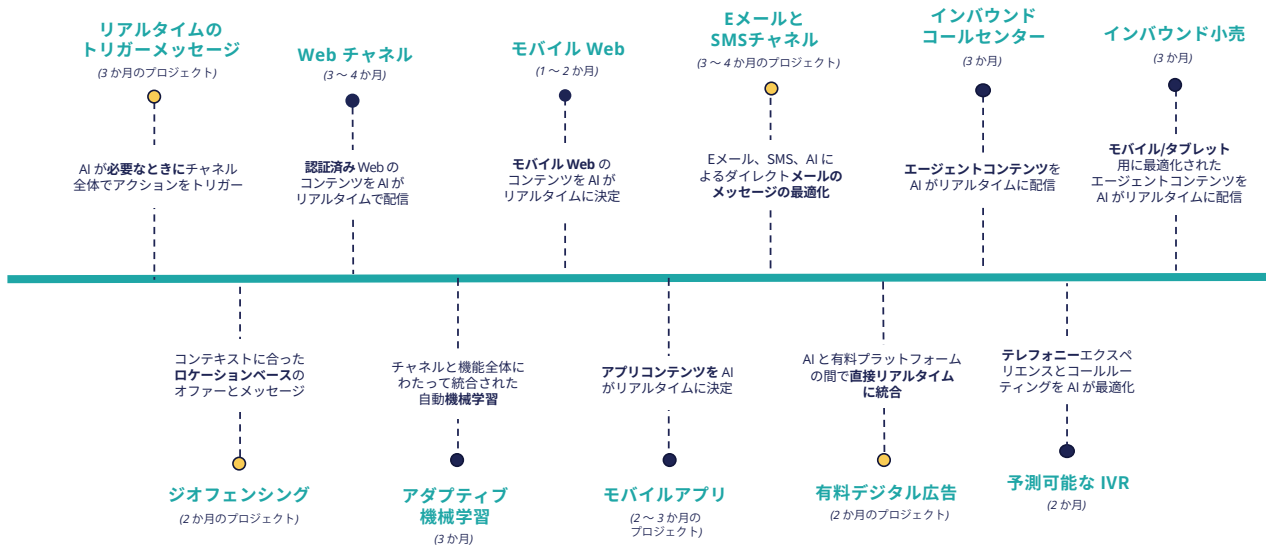 リアルタイムの
トリガーメッセージ
(3 か月のプロジェクト)
AI が必要なときにチャネル
全体でアクションをトリガー
Web チャネル
(3 ～ 4 か月)
認証済み Web の
コンテンツを AI が
リアルタイムで配信
モバイル Web
(1 ～ 2 か月)
モバイル Web の
コンテンツを AI が
リアルタイムに決定
Eメールと
SMSチャネル
(3 ～ 4 か月のプロジェクト)
Eメール、SMS、AI に
よるダイレクトメールの
メッセージの最適化
インバウンド
コールセンター
(3 か月)
エージェントコンテンツを
AI がリアルタイムに配信
インバウンド小売
(3 か月)
モバイル/タブレット
用に最適化された
エージェントコンテンツを
AI がリアルタイムに配信
コンテキストに合った
ロケーションベースの
オファーとメッセージ
ジオフェンシング
(2 か月のプロジェクト)
チャネルと機能全体に
わたって統合された
自動機械学習
アダプティブ
機械学習
(3 か月)
アプリコンテンツを AI
がリアルタイムに決定
モバイルアプリ
(2 ～ 3 か月の
プロジェクト)
AI と有料プラットフォーム
の間で直接リアルタイム
に統合
有料デジタル広告
(2 か月のプロジェクト)
テレフォニーエクスペ
リエンスとコールルー
ティングを AI が最適化
予測可能な IVR
(2 か月)